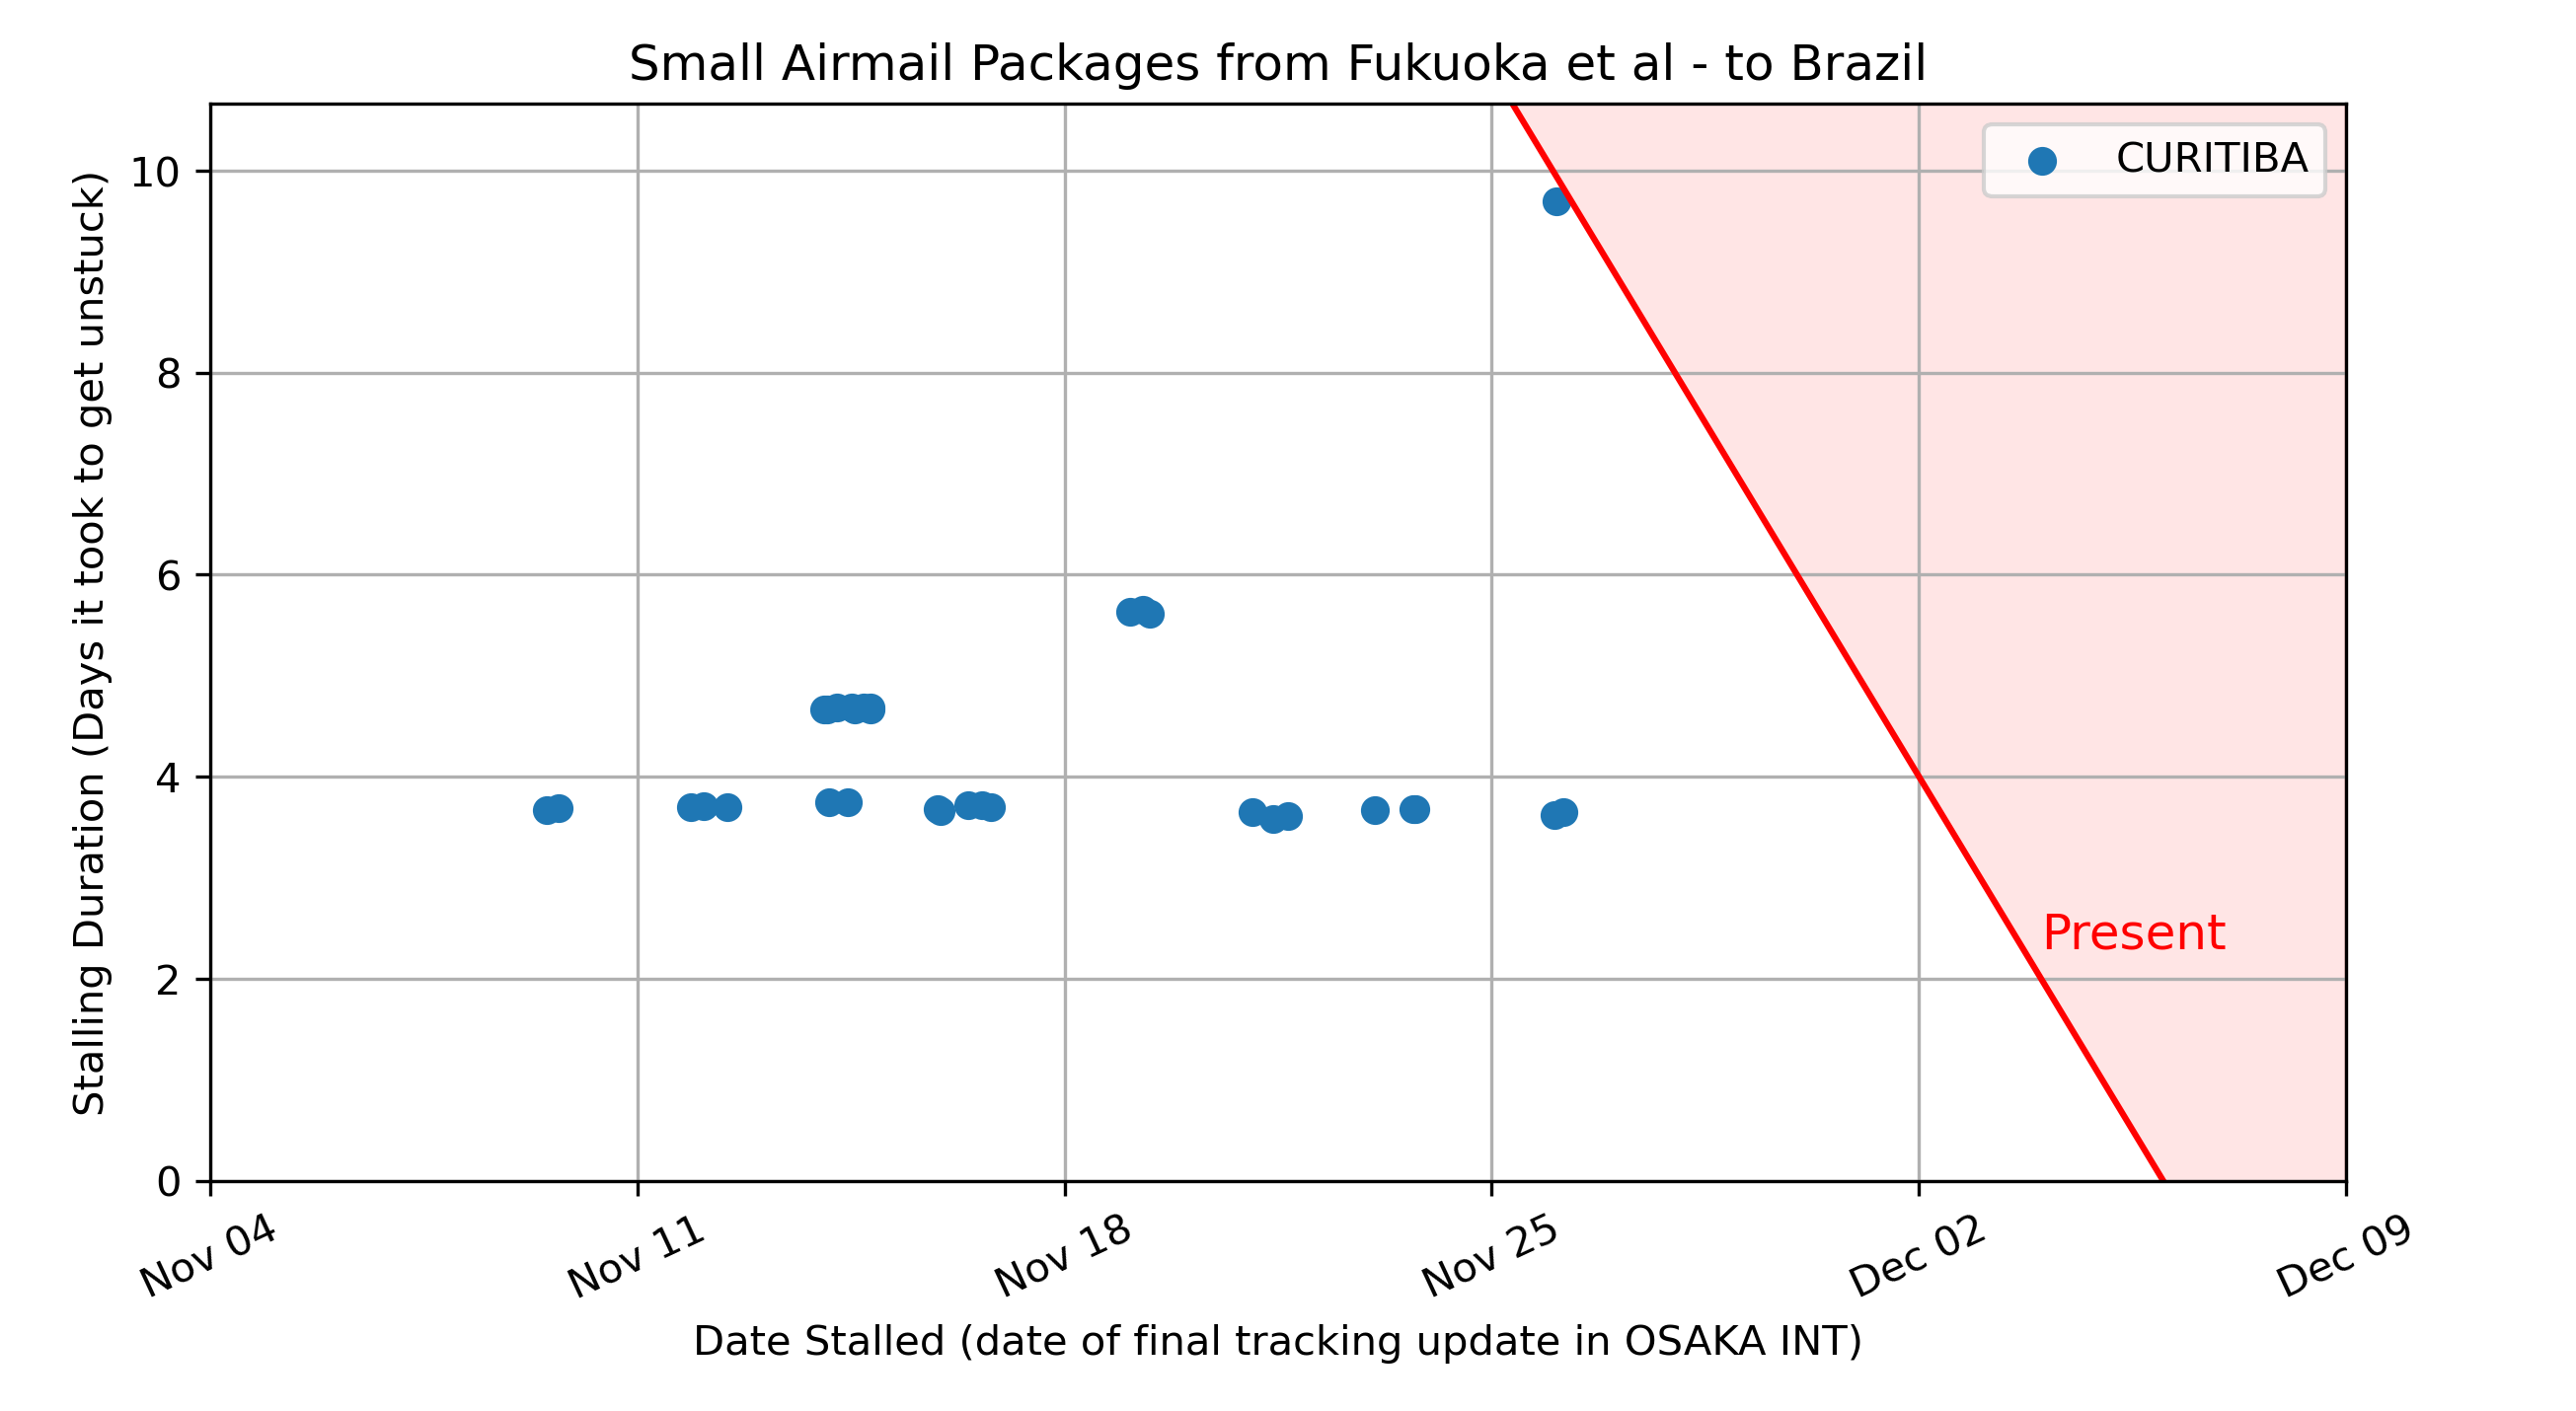 Small Airmail Packages from Fukuoka et al - to Brazil
Stalling Duration (Days it took to get unstuck)
10
8
6
4
2
0
CURITIBA
Present
Nov 04
Nov 11
Nov 18
Nov 25
Dec 02
Dec 09
Date Stalled (date of final tracking update in OSAKA INT)